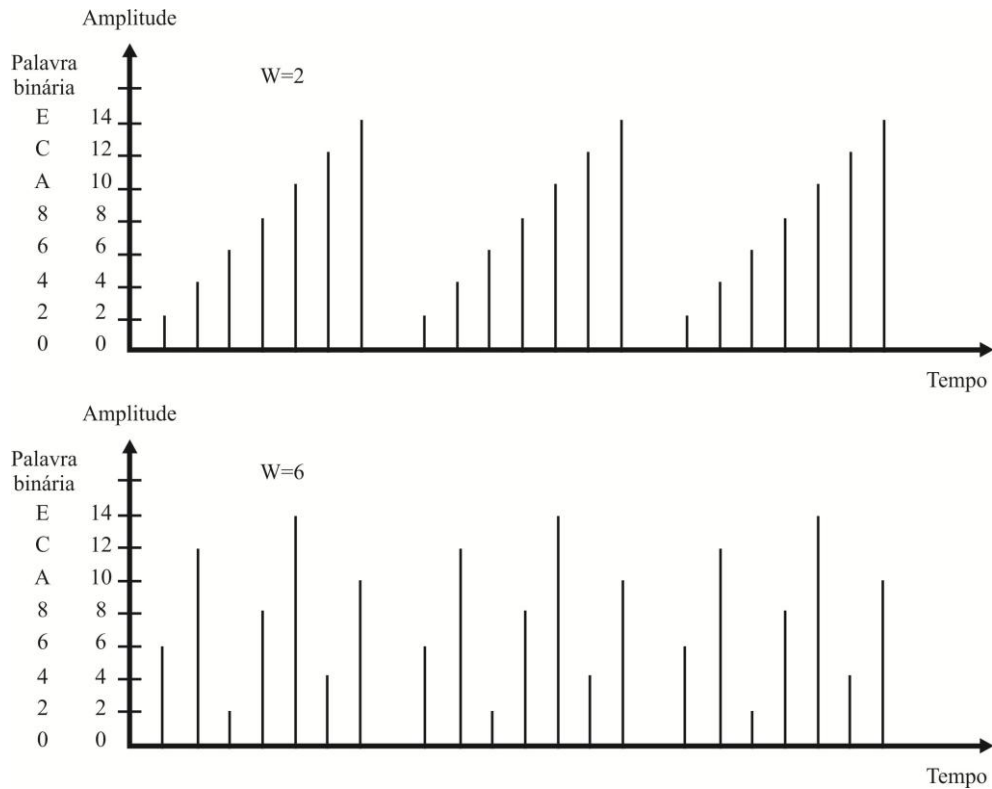 Amplitude
Palavra
binária
W=2
E 14
C 12
A 10
8 8
6 6
4 4
2 2
0 0
Tempo
Amplitude
Palavra
binária
W=6
E 14
C 12
A 10
8 8
6 6
4 4
2 2
0 0
Tempo